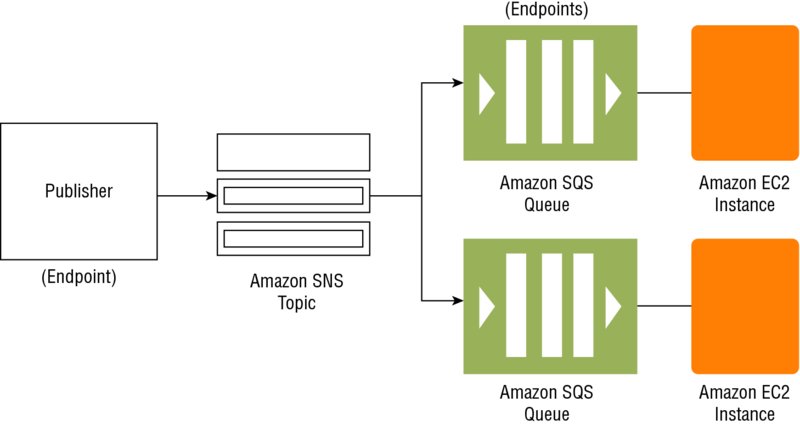 (Endpoints)
Publisher
(Endpoint)
Amazon SNS
Topic
Amazon SQS
Queue
Amazon EC2
Instance
Amazon SQS
Queue
Amazon EC2
Instance